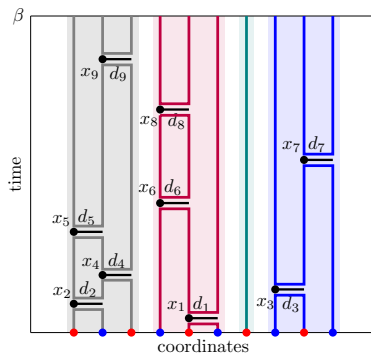 β
x₉ d₉
x₈ d₈
x₇ d₇
time
x₆ d₆
x₅ d₅
x₄ d₄
x₂ d₂
x₃ d₃
x₁ d₁
coordinates